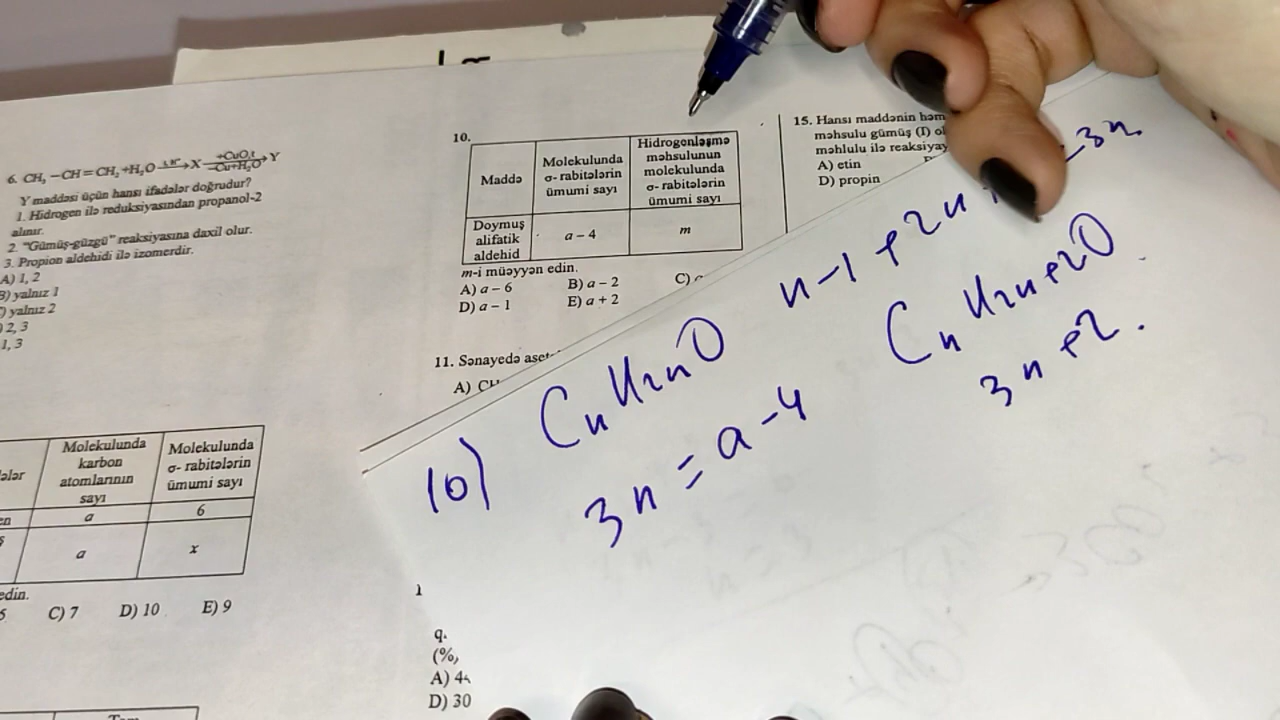 6. CH₃ – CH = CH₂ + H₂O → X +CuO,t -Cu+H₂O → Y
Y maddəsi üçün hansı ifadələr doğrudur?
1. Hidrogen ilə reduksiyasından propanol-2
alınır.
2. "Gümüş-güzgü" reaksiyasına daxil olur.
3. Propion aldehidi ilə izomerdir.
A) 1, 2
B) yalnız 1
) yalnız 2
2, 3
1, 3
Molekulunda karbon atomlarının sayı
Molekulunda σ- rabitələrin ümumi sayı
a 6
a x
edin.
C) 7 D) 10 E) 9
10.
Maddə
Molekulunda σ- rabitələrin ümumi sayı
Hidrogenləşmə məhsulunun molekulunda σ- rabitələrin ümumi sayı
Doymuş alifatik aldehid
a – 4
m
m-i müəyyən edin.
A) a – 6 B) a – 2 C)
D) a – 1 E) a + 2
11. Sənayedə
A)
15. Hansı maddənin
məhsulu gümüş (I)
məhlulu ilə
A) etin
D) propin
10) CnH2nO n-1+2n
3n = a-4 CnH2n+2O
3n+2.
q.
(%)
A)
D) 30